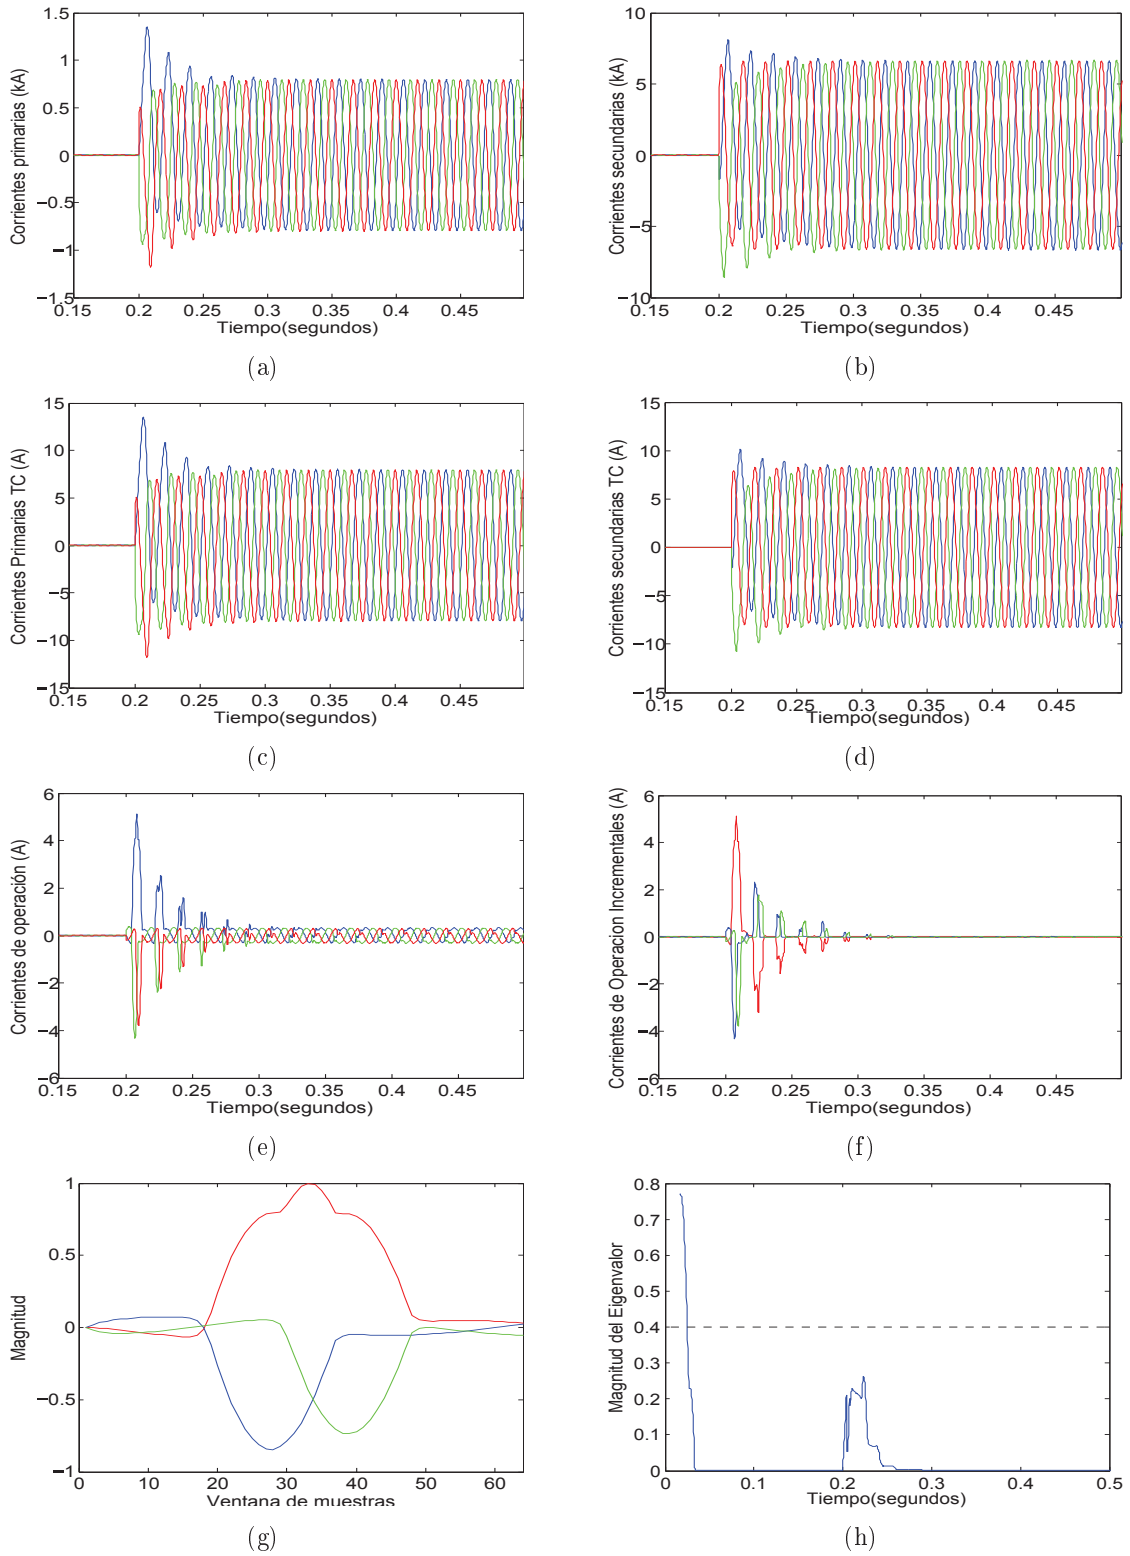 1.5
1
0.5
0
−0.5
−1
−1.5
0.15 0.2 0.25 0.3 0.35 0.4 0.45
Corrientes primarias (kA)
Tiempo(segundos)
(a)
10
5
0
−5
−10
0.15 0.2 0.25 0.3 0.35 0.4 0.45
Corrientes secundarias (kA)
Tiempo(segundos)
(b)
15
10
5
0
−5
−10
−15
0.15 0.2 0.25 0.3 0.35 0.4 0.45
Corrientes Primarias TC (A)
Tiempo(segundos)
(c)
15
10
5
0
−5
−10
−15
0.15 0.2 0.25 0.3 0.35 0.4 0.45
Corrientes secundarias TC (A)
Tiempo(segundos)
(d)
6
4
2
0
−2
−4
−6
0.15 0.2 0.25 0.3 0.35 0.4 0.45
Corrientes de operación (A)
Tiempo(segundos)
(e)
6
4
2
0
−2
−4
−6
0.15 0.2 0.25 0.3 0.35 0.4 0.45
Corrientes de Operacion Incrementales (A)
Tiempo(segundos)
(f)
1
0.5
0
−0.5
−1
0 10 20 30 40 50 60
Magnitud
Ventana de muestras
(g)
0.8
0.7
0.6
0.5
0.4
0.3
0.2
0.1
0
0 0.1 0.2 0.3 0.4 0.5
Magnitud del Eigenvalor
Tiempo(segundos)
(h)